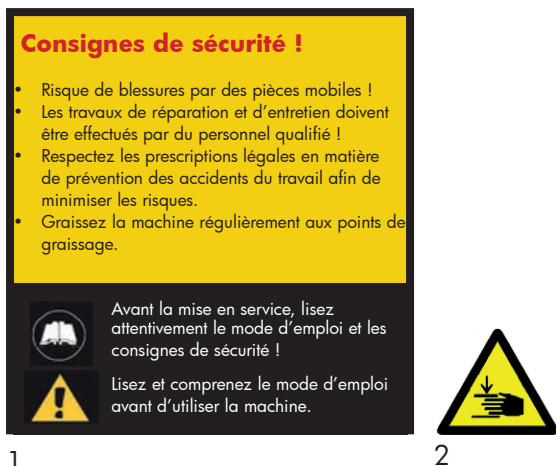 Consignes de sécurité !
• Risque de blessures par des pièces mobiles !
• Les travaux de réparation et d'entretien doivent
être effectués par du personnel qualifié !
• Respectez les prescriptions légales en matière
de prévention des accidents du travail afin de
minimiser les risques.
• Graissez la machine régulièrement aux points de
graissage.
Avant la mise en service, lisez
attentivement le mode d'emploi et les
consignes de sécurité !
Lisez et comprenez le mode d'emploi
avant d'utiliser la machine.
1
2